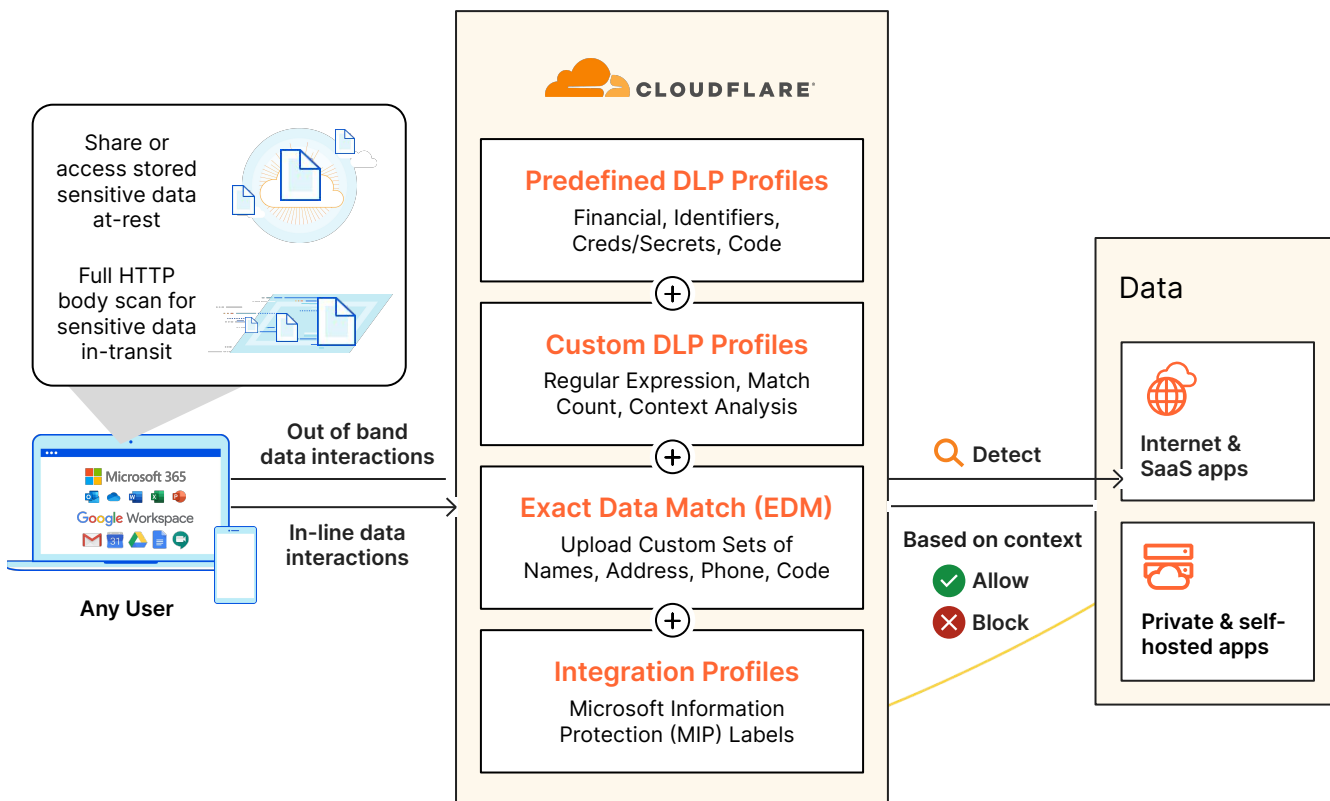 CLOUDFLARE
Share or
access stored
sensitive data
at-rest
Full HTTP
body scan for
sensitive data
in-transit
Microsoft 365
Google Workspace
31
Any User
Out of band
data interactions
In-line data
interactions
Predefined DLP Profiles
Financial, Identifiers,
Creds/Secrets, Code
Custom DLP Profiles
Regular Expression, Match
Count, Context Analysis
Exact Data Match (EDM)
Upload Custom Sets of
Names, Address, Phone, Code
Integration Profiles
Microsoft Information
Protection (MIP) Labels
Detect
Based on context
Allow
Block
Data
Internet &
SaaS apps
Private & self-
hosted apps